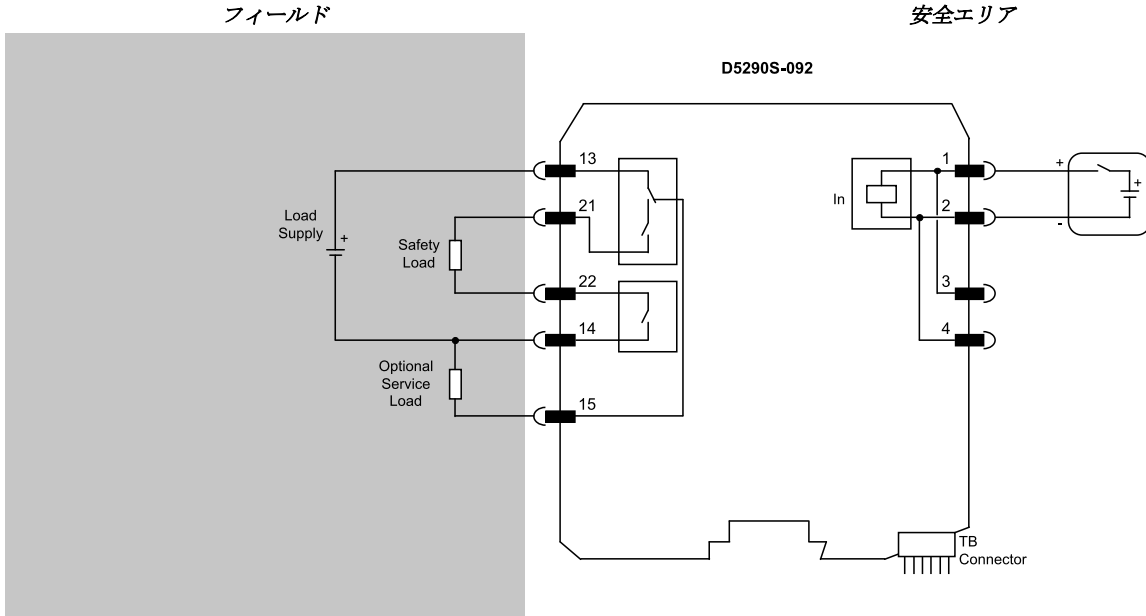 フィールド
安全エリア
D5290S-092
13
21
22
14
15
Load
Supply
+
Safety
Load
Optional
Service
Load
In
1
2
3
4
+
-
+
TB
Connector